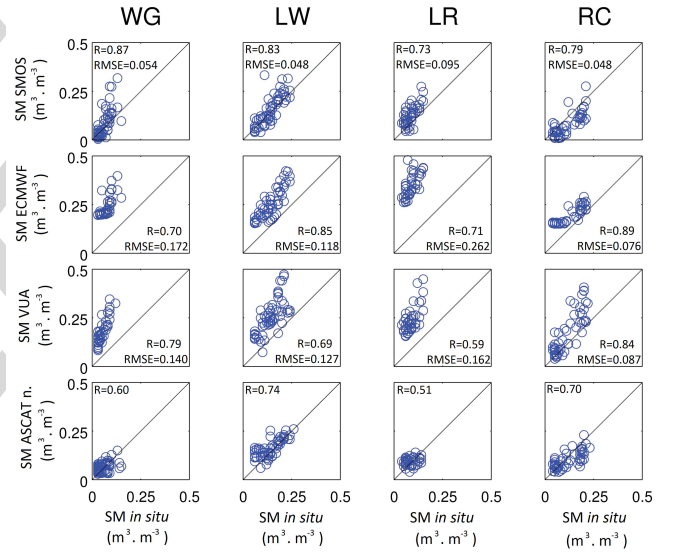 WG LW LR RC
SM SMOS
(m³ . m⁻³)
0.5
0.25
0
R=0.87
RMSE=0.054
R=0.83
RMSE=0.048
R=0.73
RMSE=0.095
R=0.79
RMSE=0.048
SM ECMWF
(m³ . m⁻³)
0.5
0.25
0
R=0.70
RMSE=0.172
R=0.85
RMSE=0.118
R=0.71
RMSE=0.262
R=0.89
RMSE=0.076
SM VUA
(m³ . m⁻³)
0.5
0.25
0
R=0.79
RMSE=0.140
R=0.69
RMSE=0.127
R=0.59
RMSE=0.162
R=0.84
RMSE=0.087
SM ASCAT n.
(m³ . m⁻³)
0.5
0.25
0
R=0.60
R=0.74
R=0.51
R=0.70
0 0.25 0.5 0 0.25 0.5 0 0.25 0.5 0 0.25 0.5
SM in situ SM in situ SM in situ SM in situ
(m³ . m⁻³) (m³ . m⁻³) (m³ . m⁻³) (m³ . m⁻³)